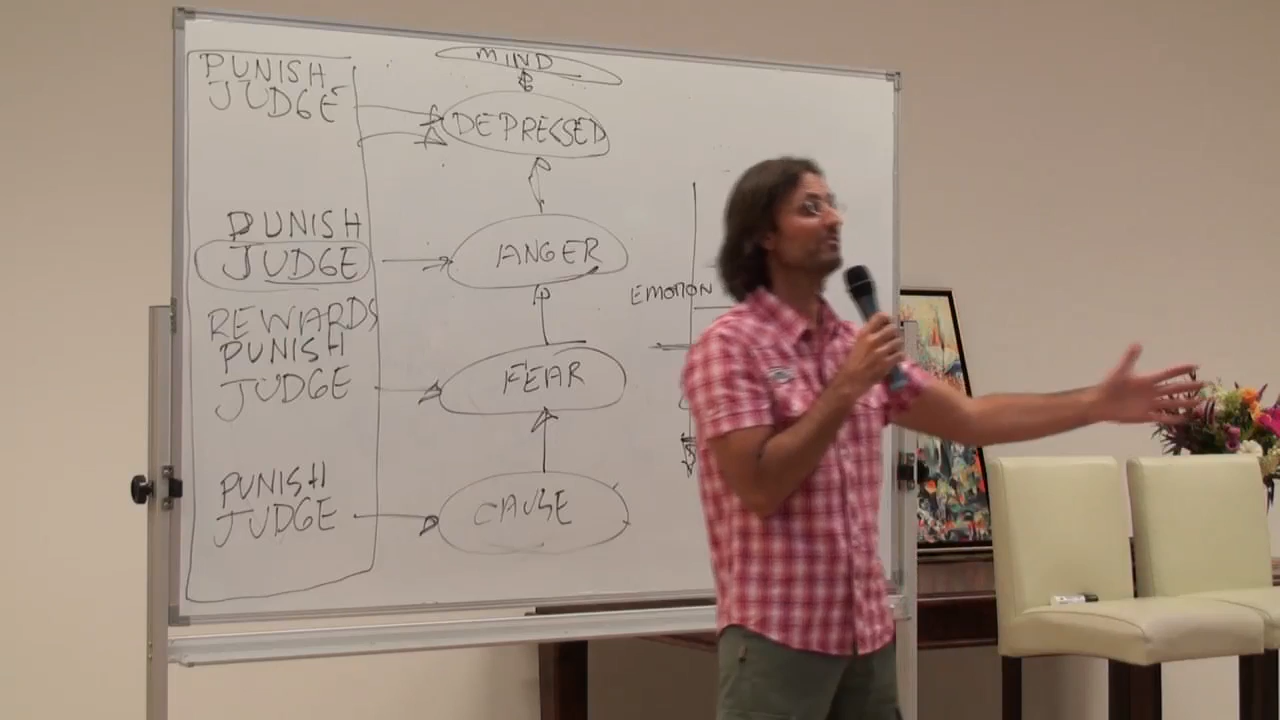 MIND
PUNISH
JUDGE
DEPRESSED
PUNISH
JUDGE
ANGER
REWARDS
PUNISH
JUDGE
FEAR
EMOTION
PUNISH
JUDGE
CAUSE